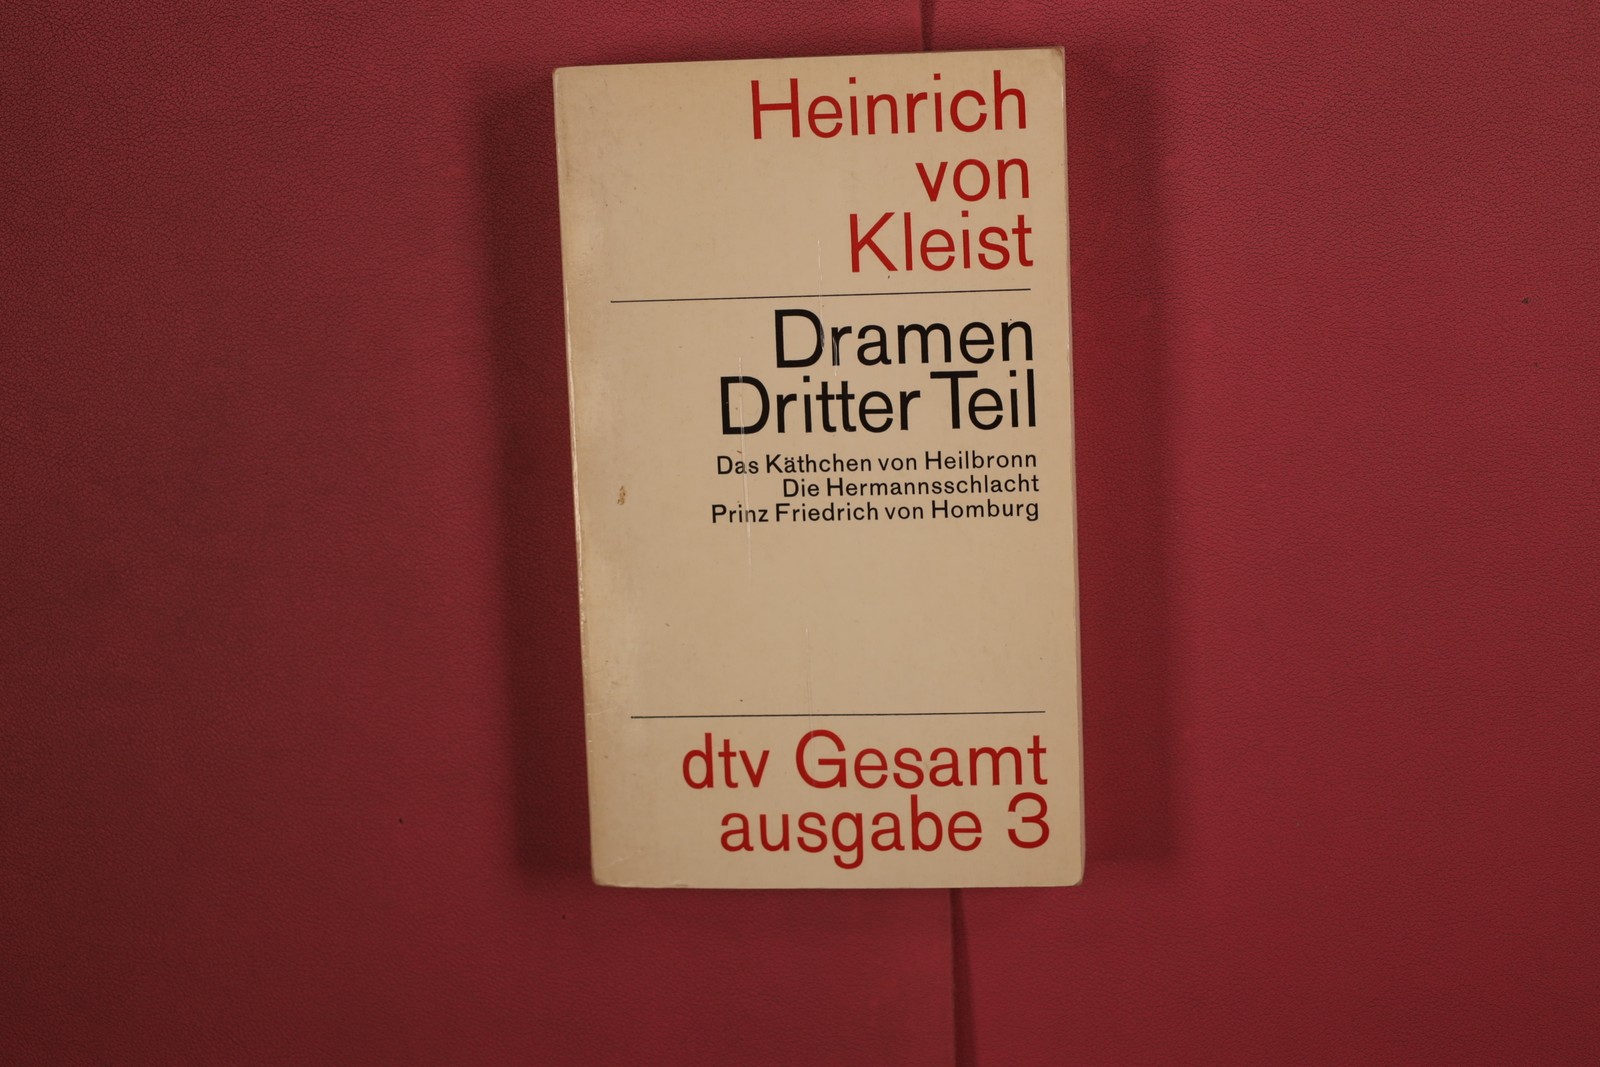 Heinrich
von
Kleist
Dramen
Dritter Teil
Das Käthchen von Heilbronn
Die Hermannsschlacht
Prinz Friedrich von Homburg
dtv Gesamt
ausgabe 3